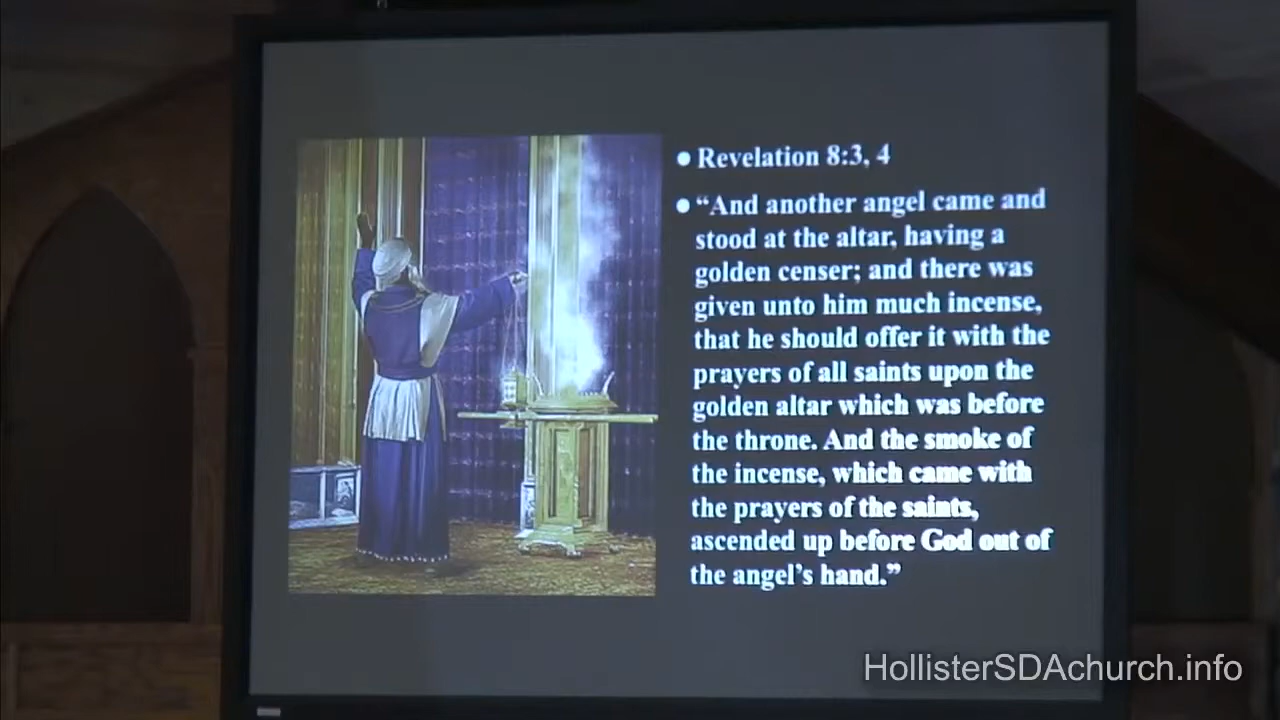 ● Revelation 8:3, 4
● “And another angel came and
stood at the altar, having a
golden censer; and there was
given unto him much incense,
that he should offer it with the
prayers of all saints upon the
golden altar which was before
the throne. And the smoke of
the incense, which came with
the prayers of the saints,
ascended up before God out of
the angel’s hand.”
HollisterSDAchurch.info